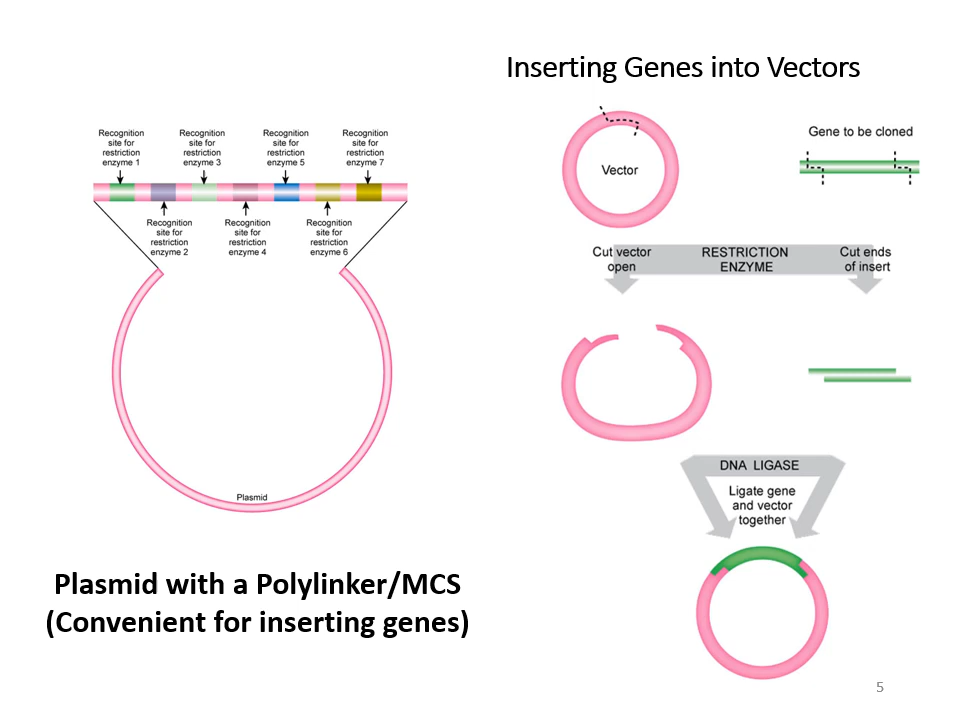 Inserting Genes into Vectors
Recognition
site for
restriction
enzyme 1
Recognition
site for
restriction
enzyme 3
Recognition
site for
restriction
enzyme 5
Recognition
site for
restriction
enzyme 7
Recognition
site for
restriction
enzyme 2
Recognition
site for
restriction
enzyme 4
Recognition
site for
restriction
enzyme 6
Plasmid
Plasmid with a Polylinker/MCS
(Convenient for inserting genes)
Vector
Gene to be cloned
Cut vector
open
RESTRICTION
ENZYME
Cut ends
of insert
DNA LIGASE
Ligate gene
and vector
together
5